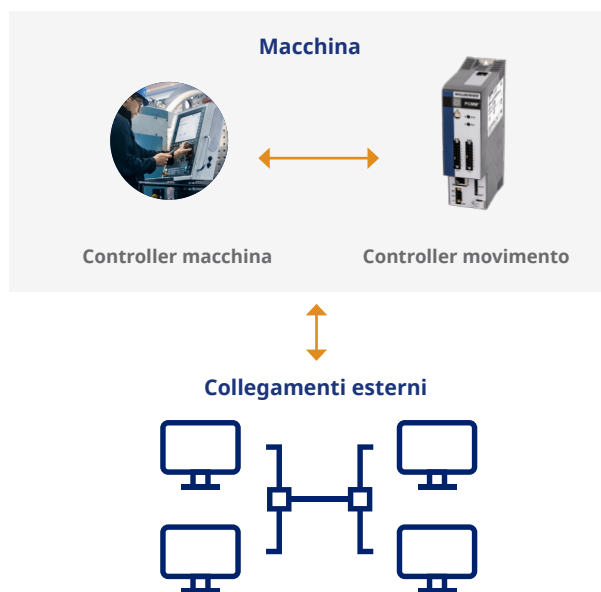 Macchina
Controller macchina
Controller movimento
Collegamenti esterni